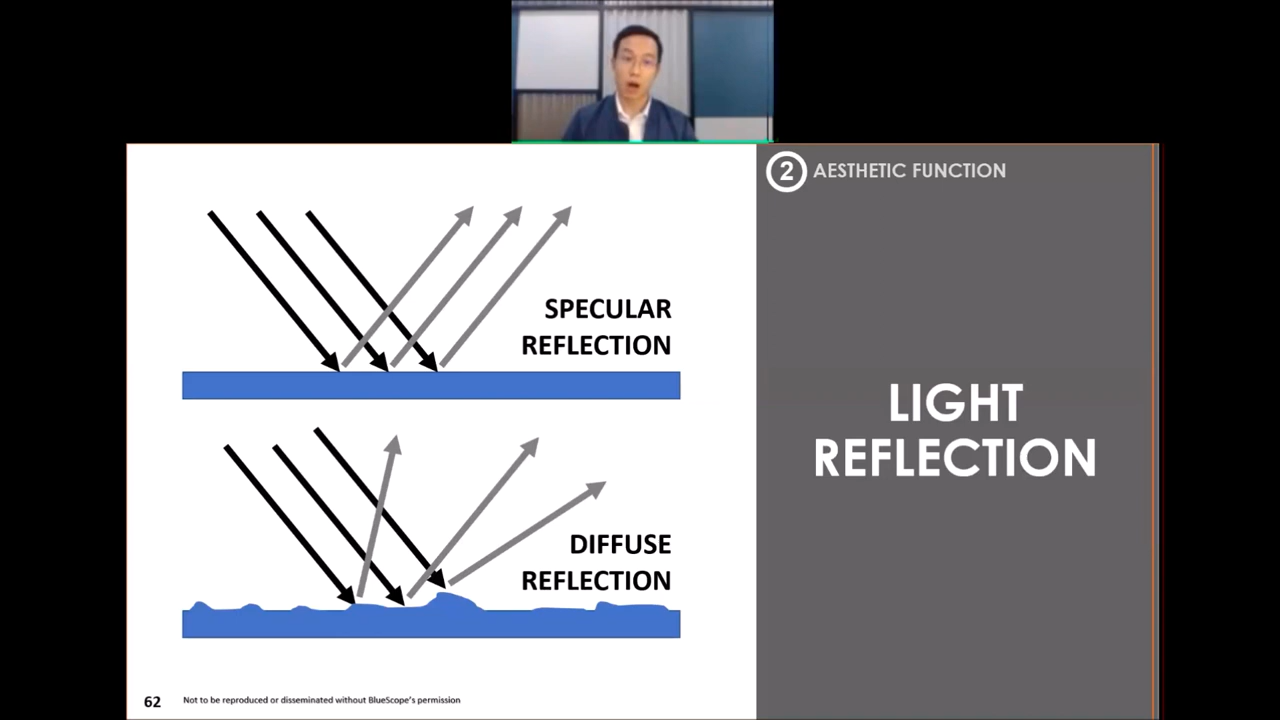 2 AESTHETIC FUNCTION
SPECULAR
REFLECTION
DIFFUSE
REFLECTION
LIGHT
REFLECTION
62 Not to be reproduced or disseminated without BlueScope's permission